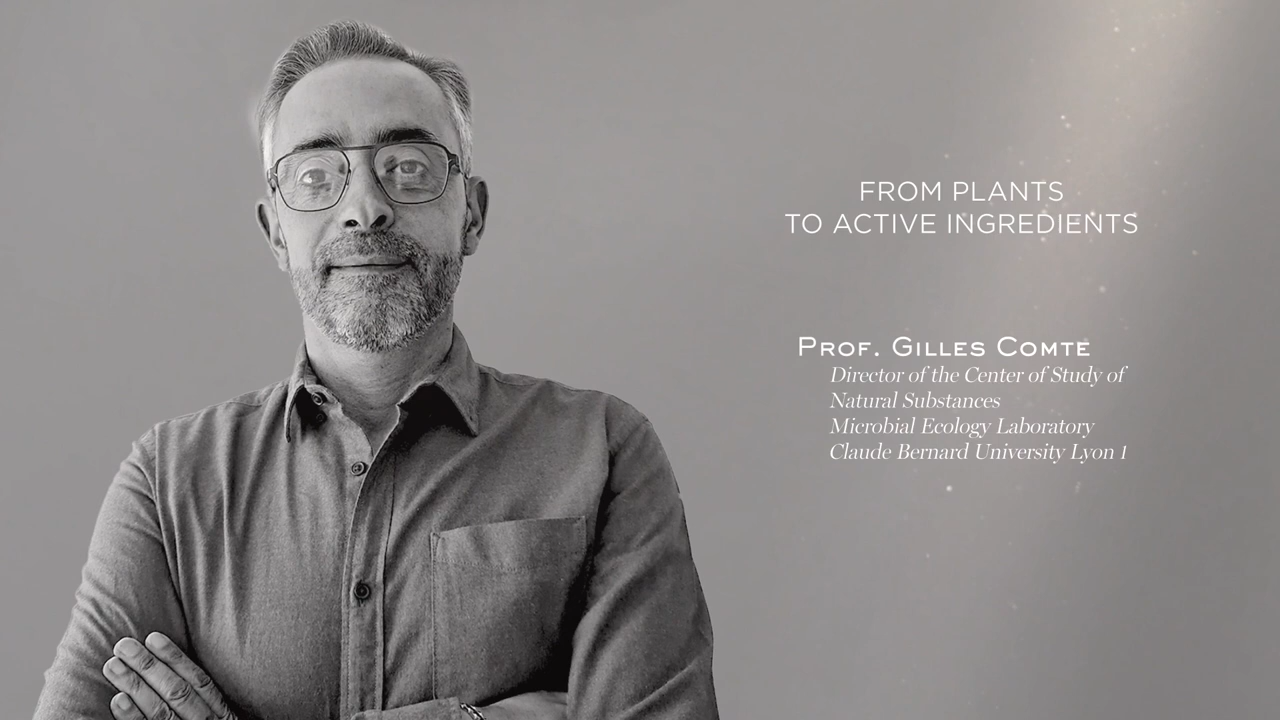 FROM PLANTS
TO ACTIVE INGREDIENTS
PROF. GILLES COMTE
Director of the Center of Study of
Natural Substances
Microbial Ecology Laboratory
Claude Bernard University Lyon 1